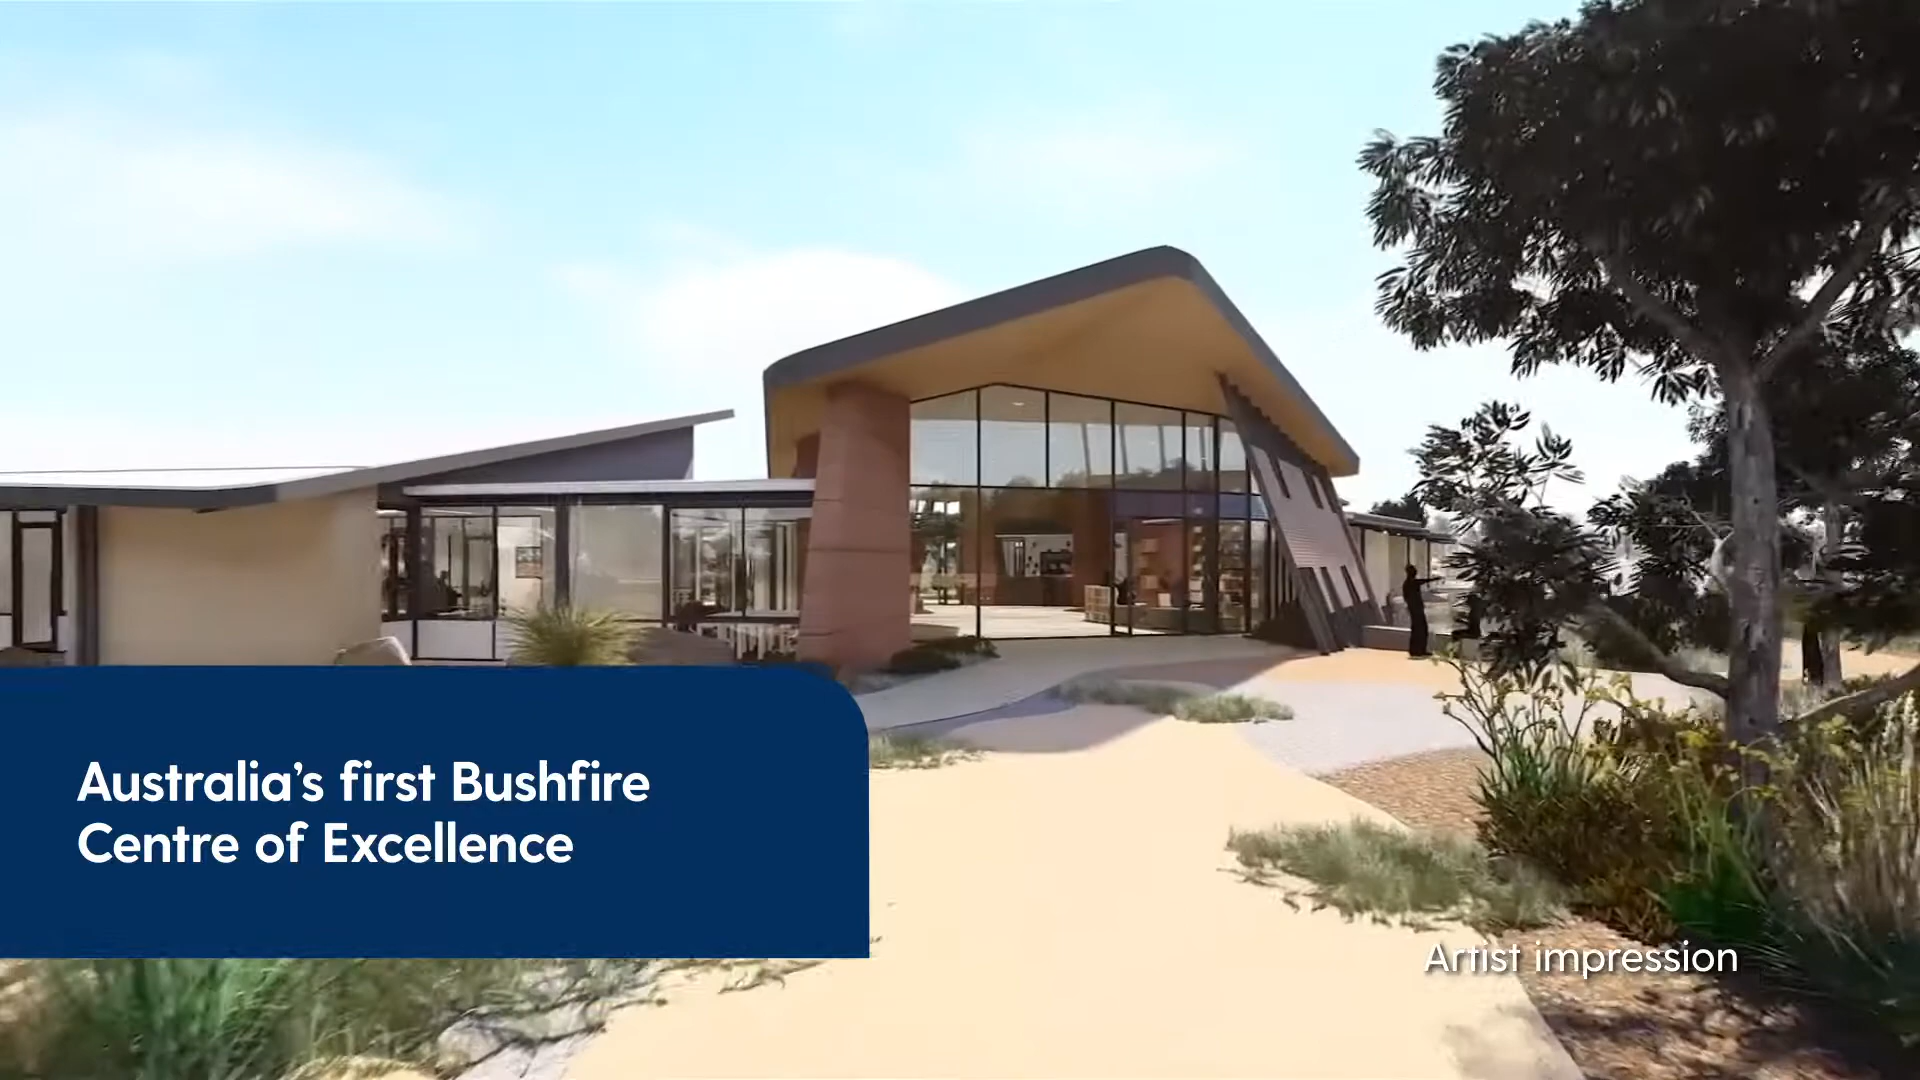 Australia’s first Bushfire
Centre of Excellence
Artist impression